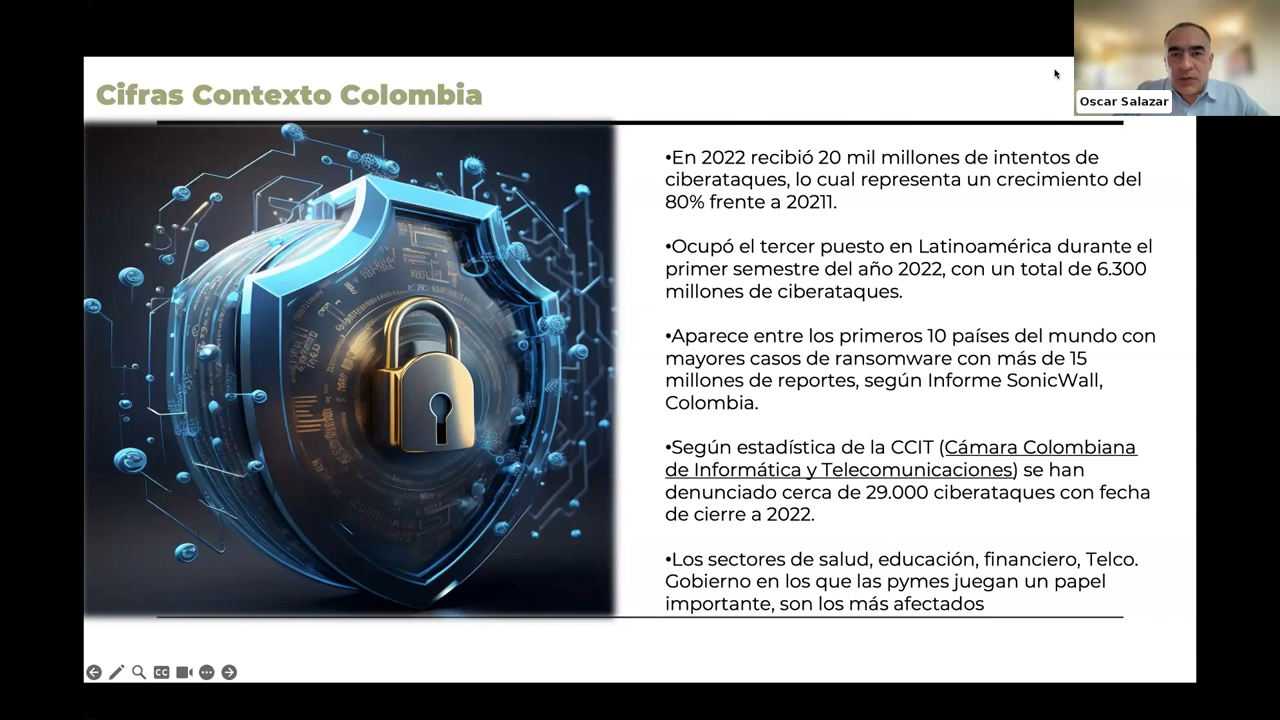 Cifras Contexto Colombia
Oscar Salazar
•En 2022 recibió 20 mil millones de intentos de
ciberataques, lo cual representa un crecimiento del
80% frente a 20211.
•Ocupó el tercer puesto en Latinoamérica durante el
primer semestre del año 2022, con un total de 6.300
millones de ciberataques.
•Aparece entre los primeros 10 países del mundo con
mayores casos de ransomware con más de 15
millones de reportes, según Informe SonicWall,
Colombia.
•Según estadística de la CCIT (Cámara Colombiana
de Informática y Telecomunicaciones) se han
denunciado cerca de 29.000 ciberataques con fecha
de cierre a 2022.
•Los sectores de salud, educación, financiero, Telco.
Gobierno en los que las pymes juegan un papel
importante, son los más afectados
CC